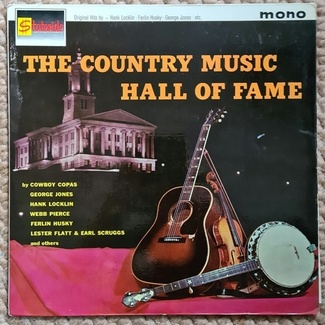 Stateside
Original Hits by – Hank Locklin · Ferlin Husky · George Jones · etc.
mono
THE COUNTRY MUSIC
HALL OF FAME
by COWBOY COPAS
GEORGE JONES
HANK LOCKLIN
WEBB PIERCE
FERLIN HUSKY
LESTER FLATT & EARL SCRUGGS
and others